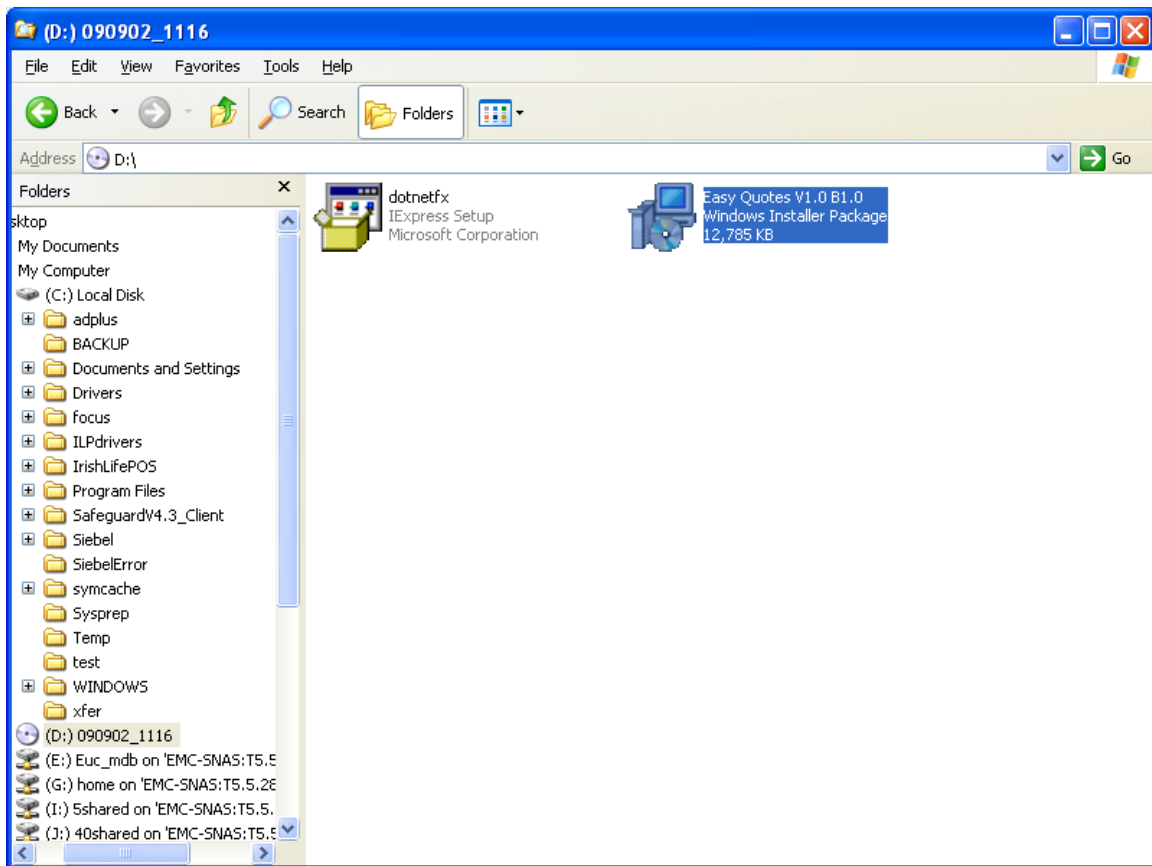 (D:) 090902_1116
File Edit View Favorites Tools Help
Back Search Folders
Address D:\ Go
Folders
sktop
My Documents
My Computer
(C:) Local Disk
adplus
BACKUP
Documents and Settings
Drivers
focus
ILPdrivers
IrishLifePOS
Program Files
SafeguardV4.3_Client
Siebel
SiebelError
symcache
Sysprep
Temp
test
WINDOWS
xfer
(D:) 090902_1116
(E:) Euc_mdb on 'EMC-SNAS:T5.5
(G:) home on 'EMC-SNAS:T5.5.28
(I:) 5shared on 'EMC-SNAS:T5.5.
(J:) 40shared on 'EMC-SNAS:T5.5
dotnetfx
IExpress Setup
Microsoft Corporation
Easy Quotes V1.0 B1.0
Windows Installer Package
12,785 KB